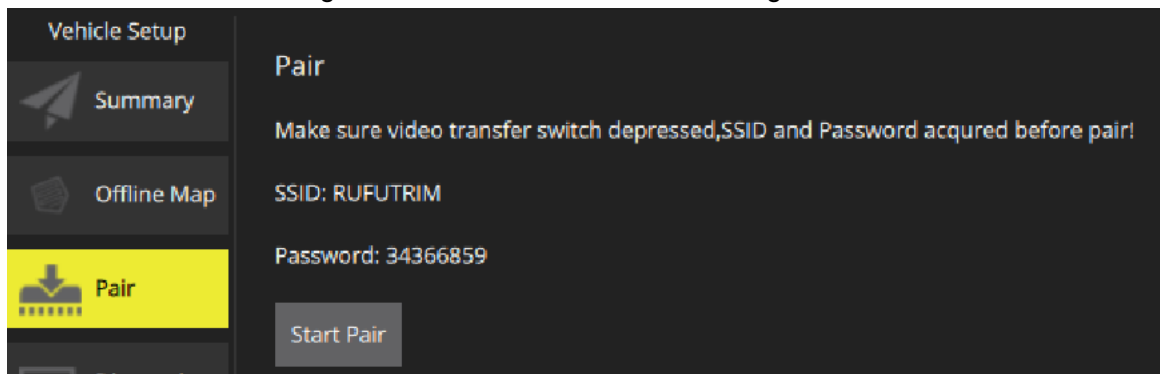 Vehicle Setup
Summary
Offline Map
Pair
Pair
Make sure video transfer switch depressed,SSID and Password acqured before pair!
SSID: RUFUTRIM
Password: 34366859
Start Pair